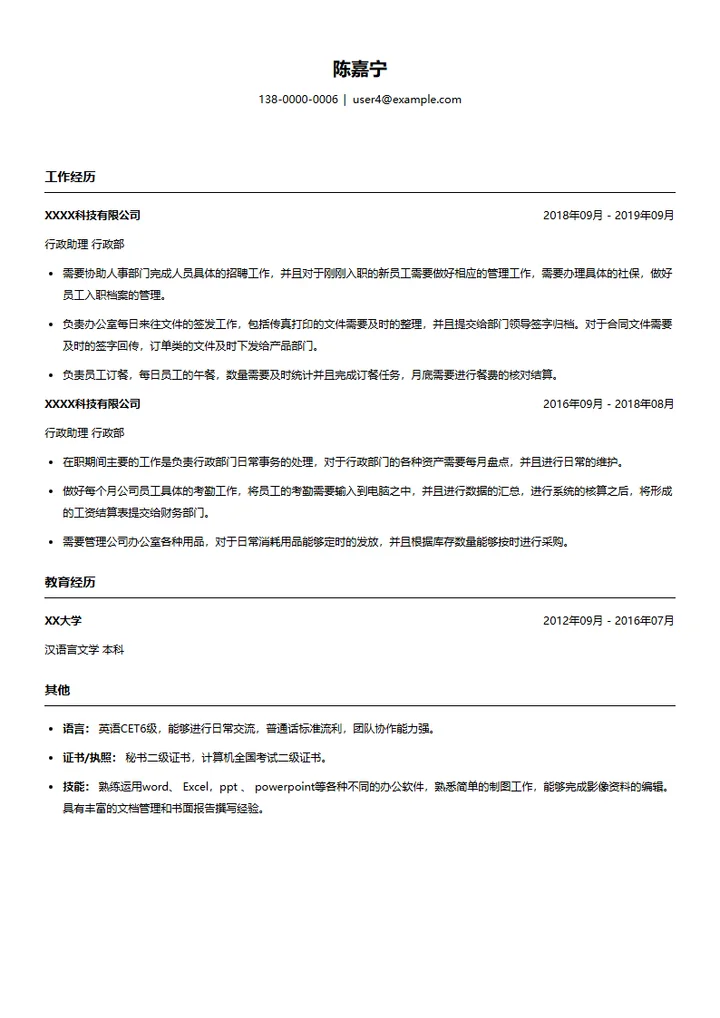 陈嘉宁
138-0000-0006 | user4@example.com
工作经历
XXXX科技有限公司 2018年09月 - 2019年09月
行政助理 行政部
• 需要协助人事部门完成人员具体的招聘工作，并且对于刚刚入职的新员工需要做好相应的管理工作，需要办理具体的社保，做好
员工入职档案的管理。
• 负责办公室每日来往文件的签发工作，包括传真打印的文件需要及时的整理，并且提交给部门领导签字归档。对于合同文件需要
及时的签字回传，订单类的文件及时下发给产品部门。
• 负责员工订餐，每日员工的午餐，数量需要及时统计并且完成订餐任务，月底需要进行餐费的核对结算。
XXXX科技有限公司 2016年09月 - 2018年08月
行政助理 行政部
• 在职期间主要的工作是负责行政部门日常事务的处理，对于行政部门的各种资产需要每月盘点，并且进行日常的维护。
• 做好每个月公司员工具体的考勤工作，将员工的考勤需要输入到电脑之中，并且进行数据的汇总，进行系统的核算之后，将形成
的工资结算表提交给财务部门。
• 需要管理公司办公室各种用品，对于日常消耗用品能够定时的发放，并且根据库存数量能够按时进行采购。
教育经历
XX大学 2012年09月 - 2016年07月
汉语言文学 本科
其他
• 语言： 英语CET6级，能够进行日常交流，普通话标准流利，团队协作能力强。
• 证书/执照： 秘书二级证书，计算机全国考试二级证书。
• 技能： 熟练运用word、 Excel，ppt 、 powerpoint等各种不同的办公软件，熟悉简单的制图工作，能够完成影像资料的编辑。
具有丰富的文档管理和书面报告撰写经验。